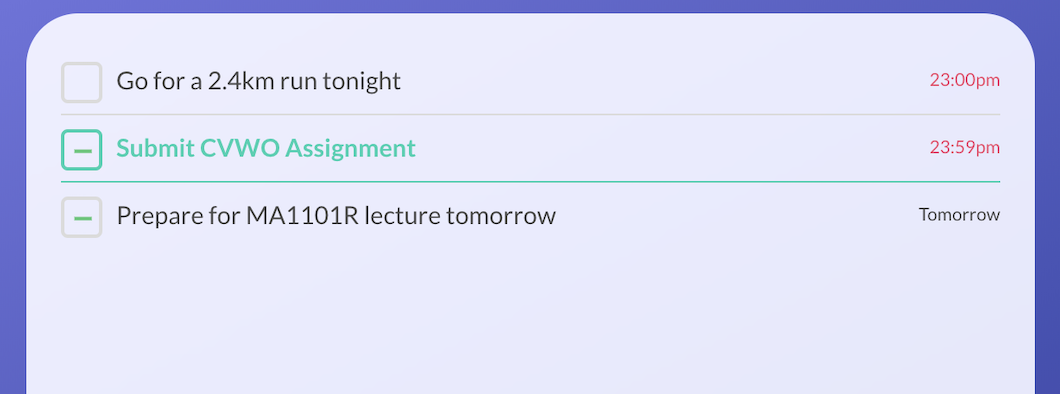 Go for a 2.4km run tonight 23:00pm
Submit CVWO Assignment 23:59pm
Prepare for MA1101R lecture tomorrow Tomorrow